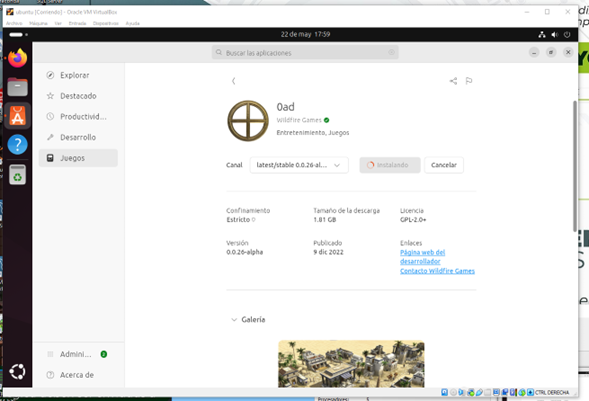 ubuntu [Corriendo] - Oracle VM VirtualBox
Archivo Máquina Ver Entrada Dispositivos Ayuda
22 de may 17:59
Buscar las aplicaciones
Explorar
Destacado
Productivid...
Desarrollo
Juegos
Admini... 2
Acerca de
0ad
Wildfire Games
Entretenimiento, Juegos
Canal latest/stable 0.0.26-al... Instalando Cancelar
Confinamiento Tamaño de la descarga Licencia
Estricto 1.81 GB GPL-2.0+
Versión Publicado Enlaces
0.0.26-alpha 9 dic 2022 Página web del
desarrollador
Contacto Wildfire Games
Galería
CTRL DERECHA